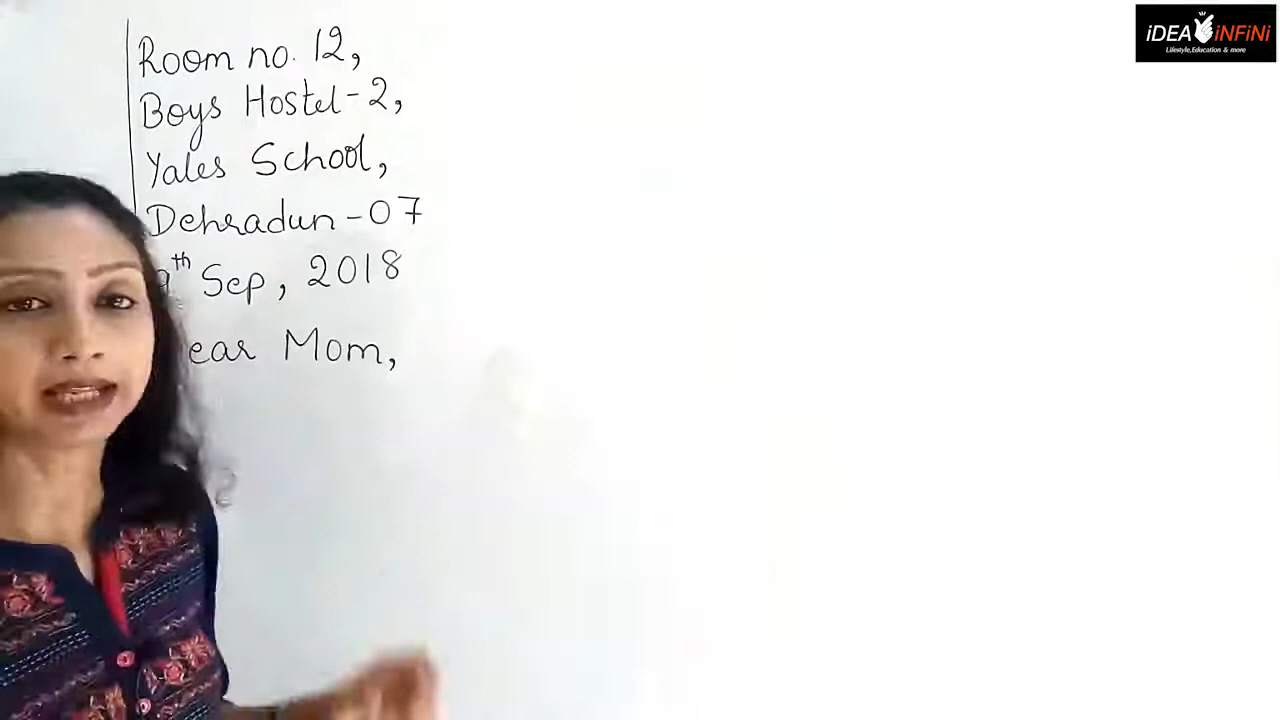 Room no. 12,
Boys Hostel-2,
Yales School,
Dehradun-07
9th Sep, 2018
ear Mom,
iDEA iNFiNi
Lifestyle,Education & more